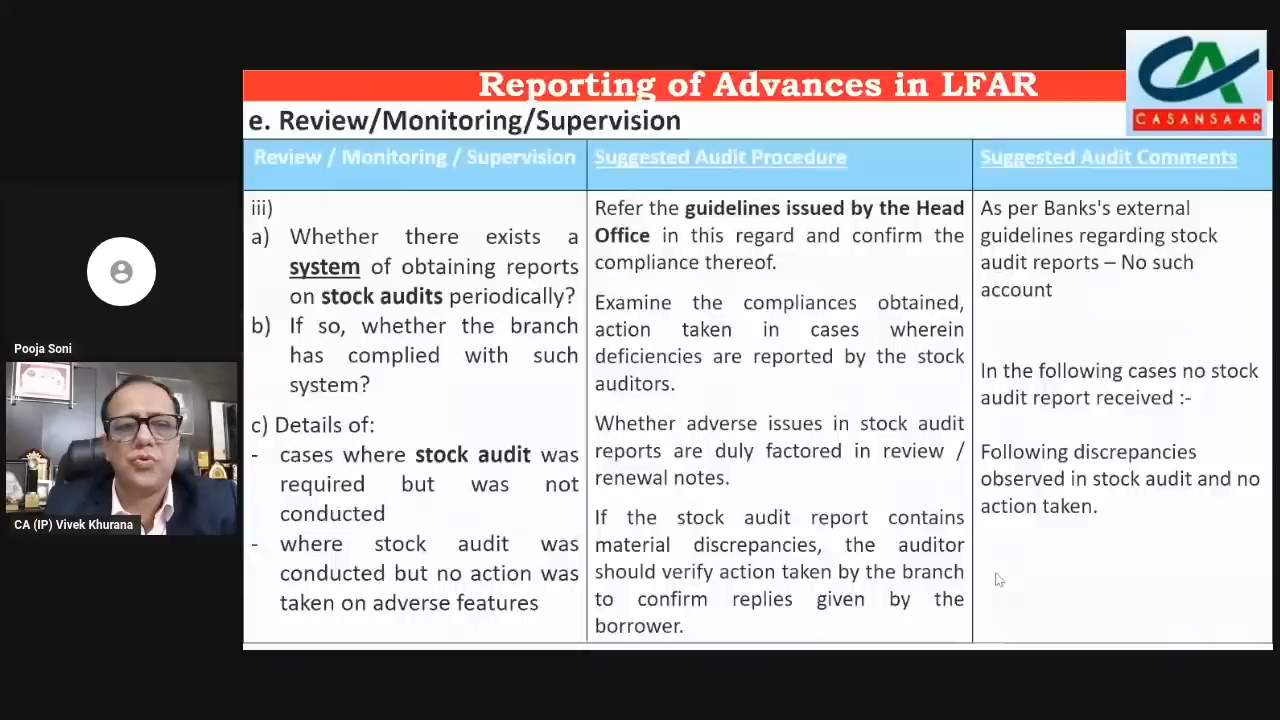 Reporting of Advances in LFAR
CASANSAAR
e. Review/Monitoring/Supervision
Review / Monitoring / Supervision
iii)
a) Whether there exists a
system of obtaining reports
on stock audits periodically?
b) If so, whether the branch
has complied with such
system?
c) Details of:
- cases where stock audit was
required but was not
conducted
- where stock audit was
conducted but no action was
taken on adverse features
Suggested Audit Procedure
Refer the guidelines issued by the Head
Office in this regard and confirm the
compliance thereof.
Examine the compliances obtained,
action taken in cases wherein
deficiencies are reported by the stock
auditors.
Whether adverse issues in stock audit
reports are duly factored in review /
renewal notes.
If the stock audit report contains
material discrepancies, the auditor
should verify action taken by the branch
to confirm replies given by the
borrower.
Suggested Audit Comments
As per Banks's external
guidelines regarding stock
audit reports – No such
account
In the following cases no stock
audit report received :-
Following discrepancies
observed in stock audit and no
action taken.
Pooja Soni
CA (IP) Vivek Khurana